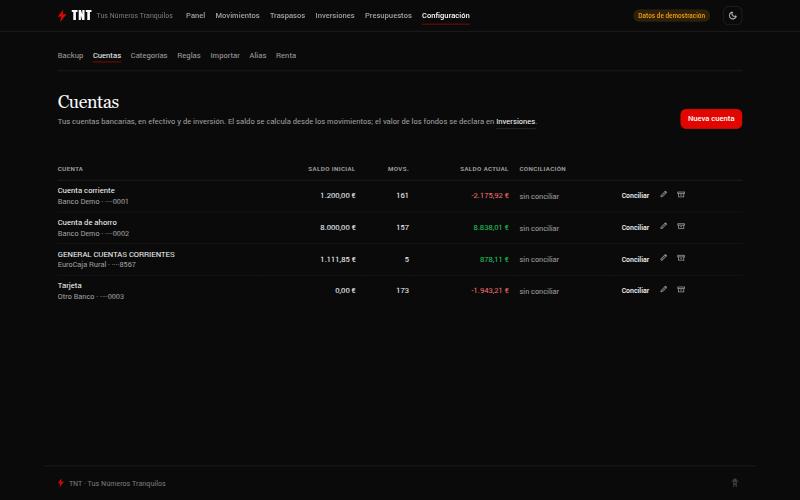 TNT Tus Números Tranquilos Panel Movimientos Traspasos Inversiones Presupuestos Configuración Datos de demostración
Backup Cuentas Categorías Reglas Importar Alias Renta
Cuentas
Tus cuentas bancarias, en efectivo y de inversión. El saldo se calcula desde los movimientos; el valor de los fondos se declara en Inversiones.
Nueva cuenta
CUENTA SALDO INICIAL MOVS. SALDO ACTUAL CONCILIACIÓN
Cuenta corriente 1.200,00 € 161 -2.175,92 € sin conciliar Conciliar
Banco Demo · ····0001
Cuenta de ahorro 8.000,00 € 157 8.838,01 € sin conciliar Conciliar
Banco Demo · ····0002
GENERAL CUENTAS CORRIENTES 1.111,85 € 5 878,11 € sin conciliar Conciliar
EuroCaja Rural · ····8567
Tarjeta 0,00 € 173 -1.943,21 € sin conciliar Conciliar
Otro Banco · ····0003
TNT · Tus Números Tranquilos